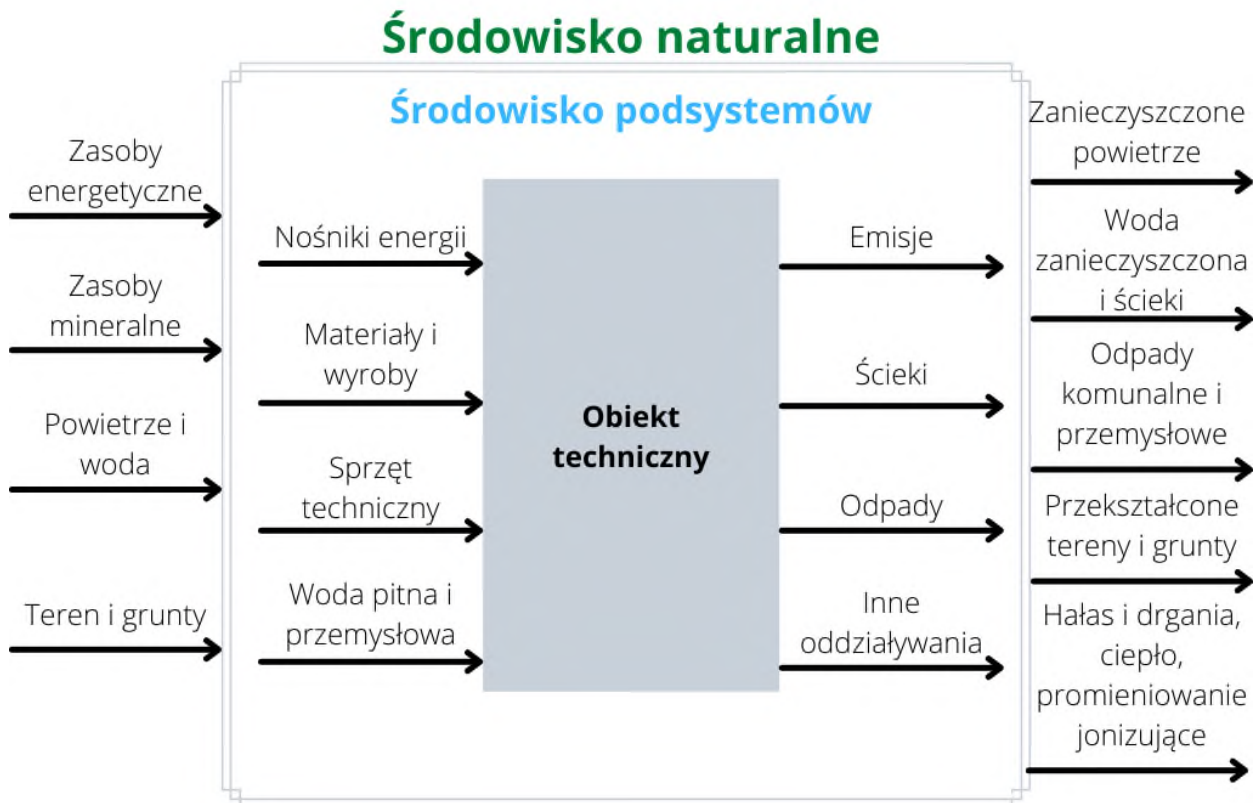 Środowisko naturalne
Środowisko podsystemów
Zasoby
energetyczne
Zasoby
mineralne
Powietrze i
woda
Teren i grunty
Nośniki energii
Materiały i
wyroby
Sprzęt
techniczny
Woda pitna i
przemysłowa
Obiekt
techniczny
Emisje
Ścieki
Odpady
Inne
oddziaływania
Zanieczyszczone
powietrze
Woda
zanieczyszczona
i ścieki
Odpady
komunalne i
przemysłowe
Przekształcone
tereny i grunty
Hałas i drgania,
ciepło,
promieniowanie
jonizujące